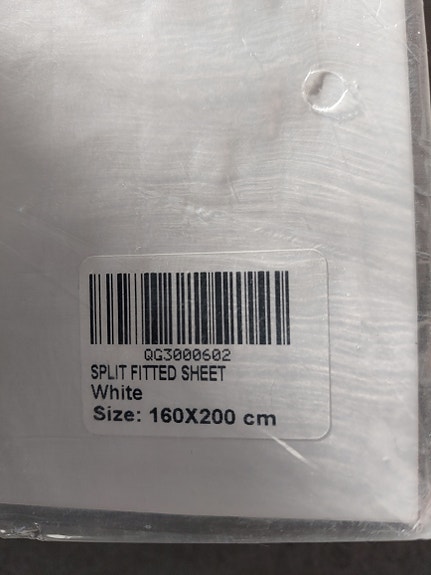 QG3000602
SPLIT FITTED SHEET
White
Size: 160X200 cm